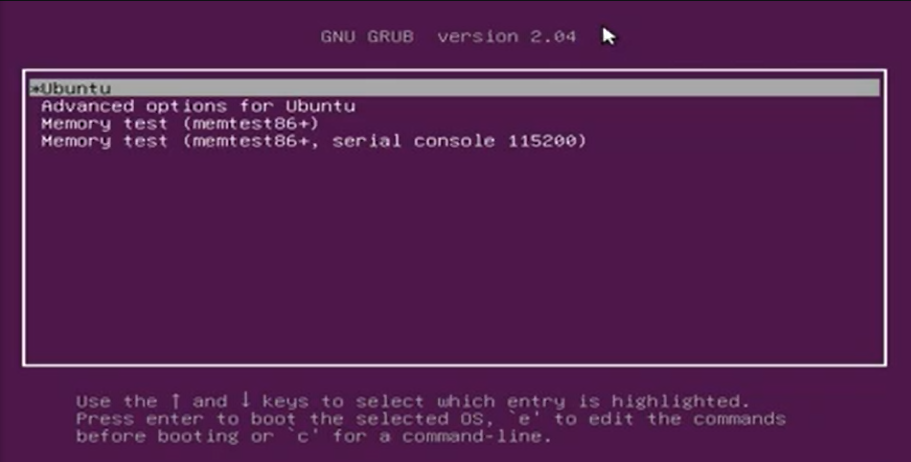 GNU GRUB  version 2.04
*Ubuntu
Advanced options for Ubuntu
Memory test (memtest86+)
Memory test (memtest86+, serial console 115200)
Use the ↑ and ↓ keys to select which entry is highlighted.
Press enter to boot the selected OS, `e' to edit the commands
before booting or `c' for a command-line.